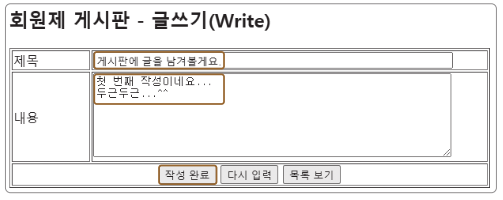 회원제 게시판 - 글쓰기(Write)
제목
게시판에 글을 남겨볼게요.
내용
첫 번째 작성이네요...
두근두근...^^
작성 완료 다시 입력 목록 보기